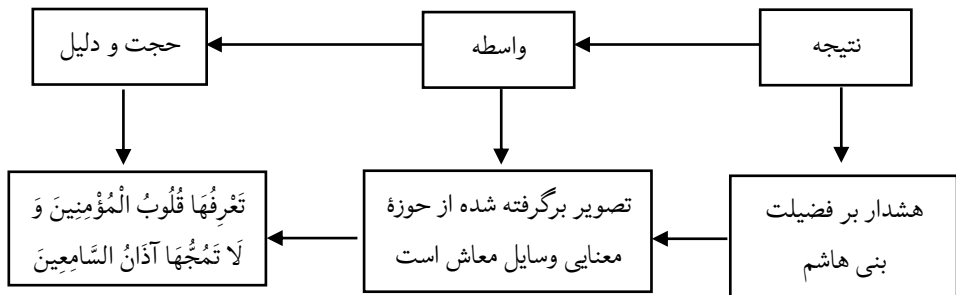 نتیجه
واسطه
حجت و دلیل
هشدار بر فضیلت
بنی هاشم
تصویر برگرفته شده از حوزۀ
معنایی وسایل معاش است
تَعْرِفُهَا قُلُوبُ الْمُؤْمِنِينَ وَ
لَا تَمُجُّهَا آذَانُ السَّامِعِينَ